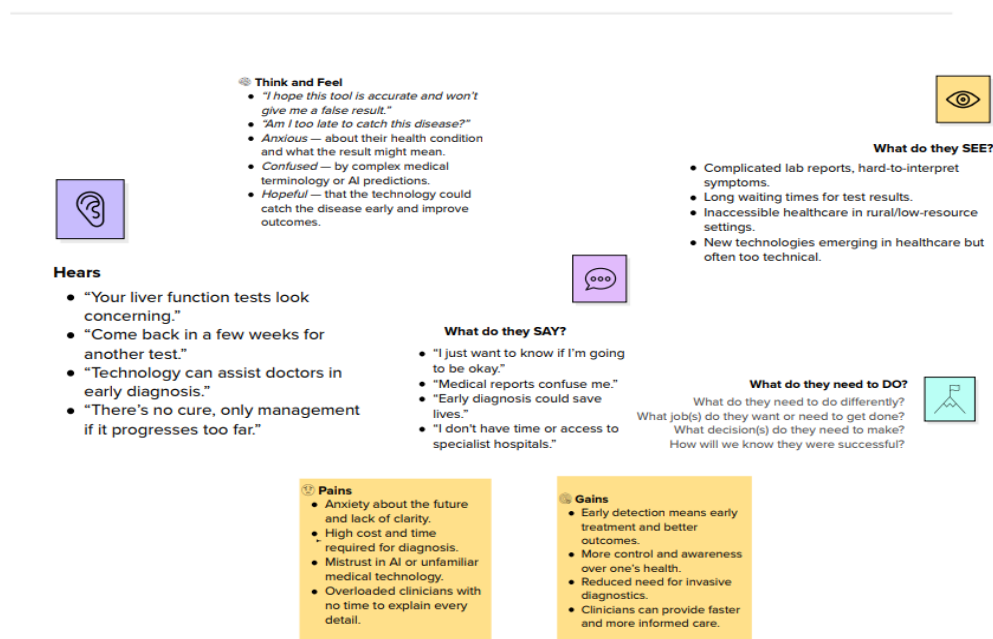 Think and Feel
• “I hope this tool is accurate and won’t
give me a false result.”
• “Am I too late to catch this disease?”
• Anxious — about their health condition
and what the result might mean.
• Confused — by complex medical
terminology or AI predictions.
• Hopeful — that the technology could
catch the disease early and improve
outcomes.
What do they SEE?
• Complicated lab reports, hard-to-interpret
symptoms.
• Long waiting times for test results.
• Inaccessible healthcare in rural/low-resource
settings.
• New technologies emerging in healthcare but
often too technical.
Hears
• “Your liver function tests look
concerning.”
• “Come back in a few weeks for
another test.”
• “Technology can assist doctors in
early diagnosis.”
• “There’s no cure, only management
if it progresses too far.”
What do they SAY?
• “I just want to know if I’m going
to be okay.”
• “Medical reports confuse me.”
• “Early diagnosis could save
lives.”
• “I don't have time or access to
specialist hospitals.”
What do they need to DO?
What do they need to do differently?
What job(s) do they want or need to get done?
What decision(s) do they need to make?
How will we know they were successful?
Pains
• Anxiety about the future
and lack of clarity.
• High cost and time
required for diagnosis.
• Mistrust in AI or unfamiliar
medical technology.
• Overloaded clinicians with
no time to explain every
detail.
Gains
• Early detection means early
treatment and better
outcomes.
• More control and awareness
over one’s health.
• Reduced need for invasive
diagnostics.
• Clinicians can provide faster
and more informed care.